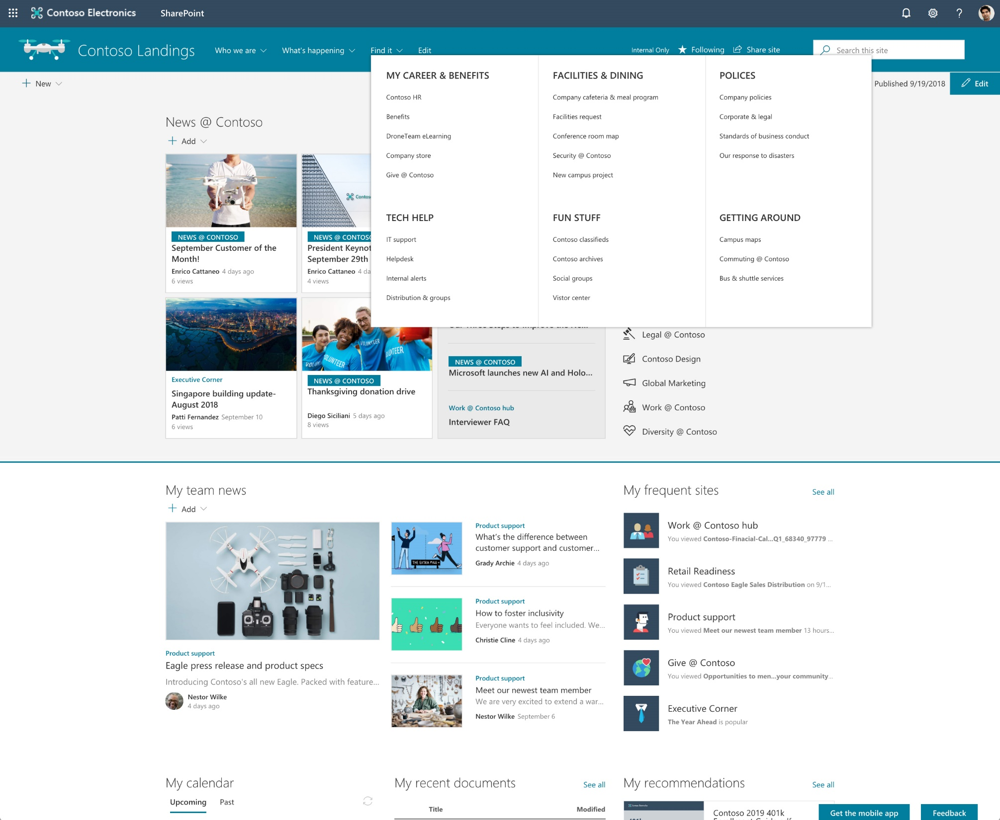 Contoso Electronics
SharePoint
Contoso Landings
Who we are
What's happening
Find it
Edit
Internal Only
Following
Share site
Search this site
New
Published 9/19/2018
Edit
MY CAREER & BENEFITS
Contoso HR
Benefits
DroneTeam eLearning
Company store
Give @ Contoso
FACILITIES & DINING
Company cafeteria & meal program
Facilities request
Conference room map
Security @ Contoso
New campus project
POLICES
Company policies
Corporate & legal
Standards of business conduct
Our response to disasters
TECH HELP
IT support
Helpdesk
Internal alerts
Distribution & groups
FUN STUFF
Contoso classifieds
Contoso archives
Social groups
Vistor center
GETTING AROUND
Campus maps
Commuting @ Contoso
Bus & shuttle services
News @ Contoso
Add
NEWS @ CONTOSO
September Customer of the
Month!
Enrico Cattaneo 4 days ago
6 views
NEWS @ CONTOSO
President Keynot
September 29th
Enrico Cattaneo 4 da
4 views
Executive Corner
Singapore building update-
August 2018
Patti Fernandez September 10
6 views
VOLUNTEER
VOLUNTEER
NEWS @ CONTOSO
Thanksgiving donation drive
Diego Siciliani 5 days ago
8 views
NEWS @ CONTOSO
Microsoft launches new AI and Holo...
Work @ Contoso hub
Interviewer FAQ
Legal @ Contoso
Contoso Design
Global Marketing
Work @ Contoso
Diversity @ Contoso
My team news
Add
Product support
Eagle press release and product specs
Introducing Contoso's all new Eagle. Packed with feature...
Nestor Wilke
4 days ago
THE EXTRA MILE
Product support
What's the difference between
customer support and customer...
Grady Archie 4 days ago
Product support
How to foster inclusivity
Everyone wants to feel included. We...
Christie Cline 4 days ago
Product support
Meet our newest team member
We are very excited to extend a war...
Nestor Wilke September 6
My frequent sites
See all
Work @ Contoso hub
You viewed Contoso-Finacial-Cal...Q1_68340_97779 ...
Retail Readiness
You viewed Contoso Eagle Sales Distribution on 9/1...
Product support
You viewed Meet our newest team member 13 hours...
Give @ Contoso
You viewed Opportunities to men...your community...
Executive Corner
The Year Ahead is popular
My calendar
Upcoming
Past
My recent documents
See all
Title
Modified
My recommendations
See all
Contoso 2019 401k
Get the mobile app
Feedback